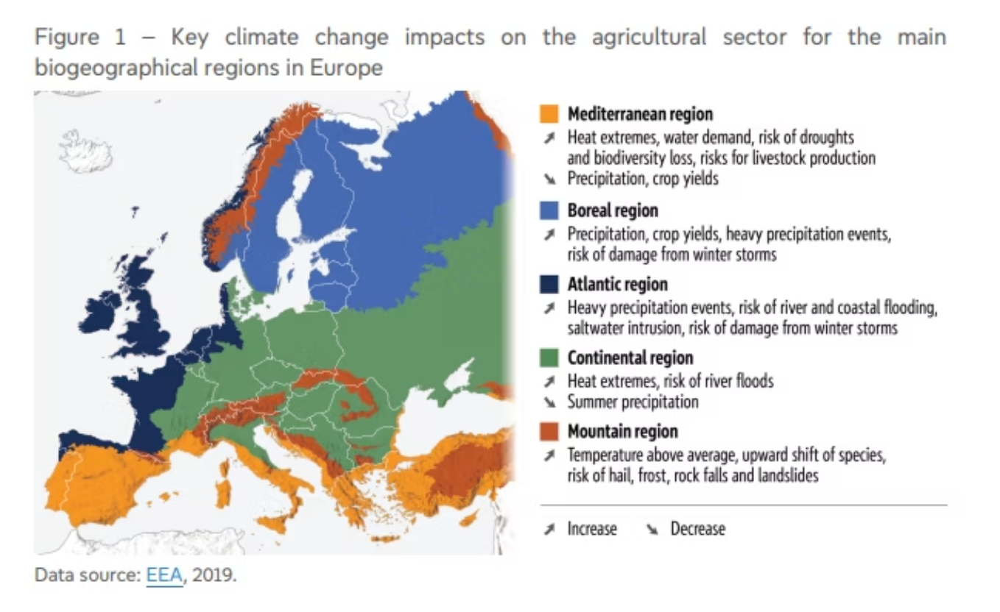 Figure 1 – Key climate change impacts on the agricultural sector for the main
biogeographical regions in Europe
Mediterranean region
Heat extremes, water demand, risk of droughts
and biodiversity loss, risks for livestock production
Precipitation, crop yields
Boreal region
Precipitation, crop yields, heavy precipitation events,
risk of damage from winter storms
Atlantic region
Heavy precipitation events, risk of river and coastal flooding,
saltwater intrusion, risk of damage from winter storms
Continental region
Heat extremes, risk of river floods
Summer precipitation
Mountain region
Temperature above average, upward shift of species,
risk of hail, frost, rock falls and landslides
Increase Decrease
Data source: EEA, 2019.